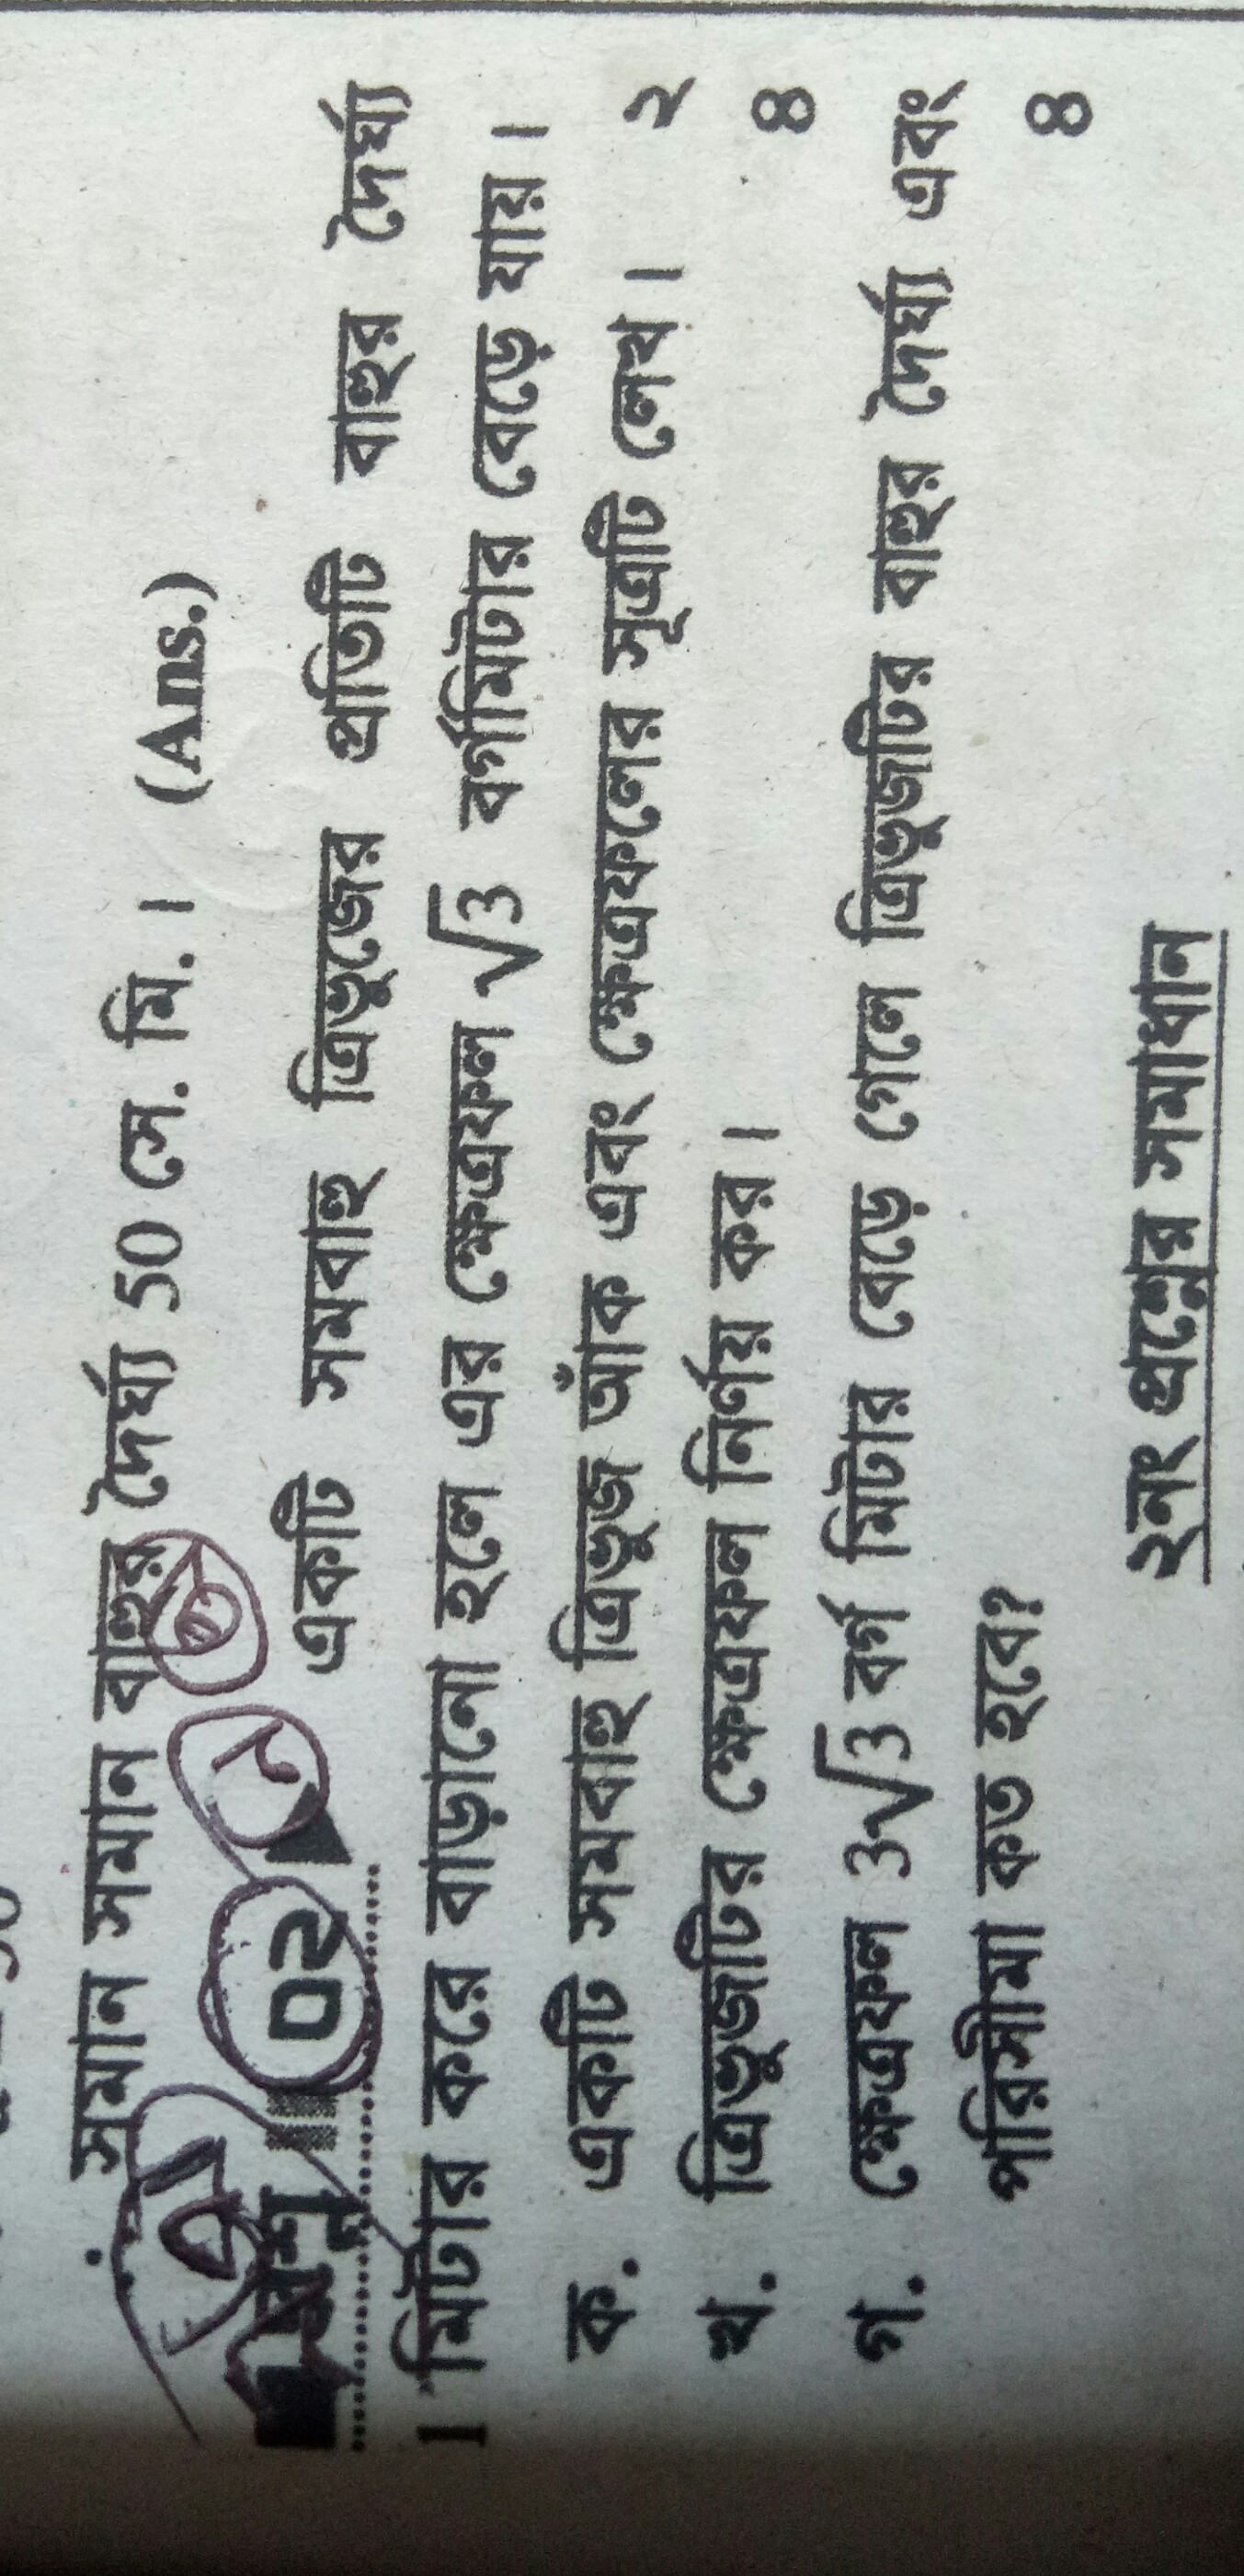 সমান সমান বাহুর দৈর্ঘ্য 50 সে. মি.। (Ans.)
প্রশ্ন ॥ 02 একটি সমবাহু ত্রিভুজের প্রতিটি বাহুর দৈর্ঘ্য
1 মিটার করে বাড়ানো হলে এর ক্ষেত্রফল √3 বর্গমিটার বেড়ে যায়।
ক. একটি সমবাহু ত্রিভুজ আঁক এবং ক্ষেত্রফলের সূত্রটি লেখ। ২
খ. ত্রিভুজটির ক্ষেত্রফল নির্ণয় কর। ৪
গ. ক্ষেত্রফল 3√3 বর্গ মিটার বেড়ে গেলে ত্রিভুজটির বাহুর দৈর্ঘ্য এবং
পরিসীমা কত হবে? ৪
২নং প্রশ্নের সমাধান